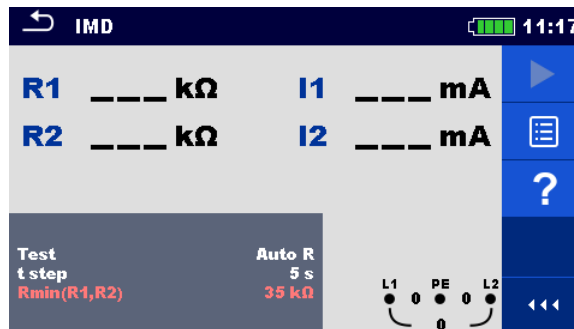 IMD 11:17
R1 ___ kΩ I1 ___ mA
R2 ___ kΩ I2 ___ mA
?
Test Auto R
t step 5 s
Rmin(R1,R2) 35 kΩ
L1 PE L2
0 0
0